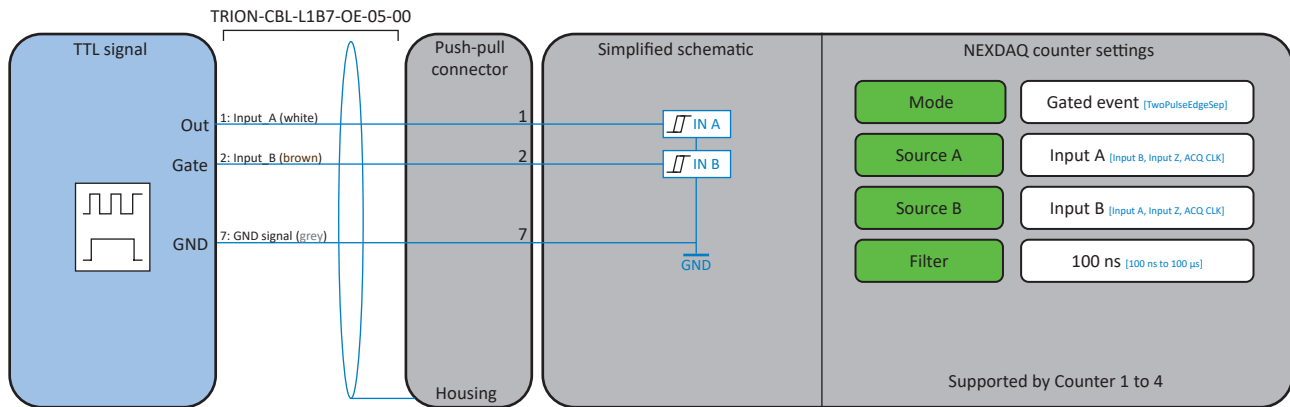 TRION-CBL-L1B7-OE-05-00
TTL signal
Out
Gate
GND
1: Input_A (white)
2: Input_B (brown)
7: GND signal (grey)
Push-pull
connector
1
2
7
Housing
Simplified schematic
IN A
IN B
GND
NEXDAQ counter settings
Mode
Gated event [TwoPulseEdgeSep]
Source A
Input A [Input B, Input Z, ACQ CLK]
Source B
Input B [Input A, Input Z, ACQ CLK]
Filter
100 ns [100 ns to 100 µs]
Supported by Counter 1 to 4